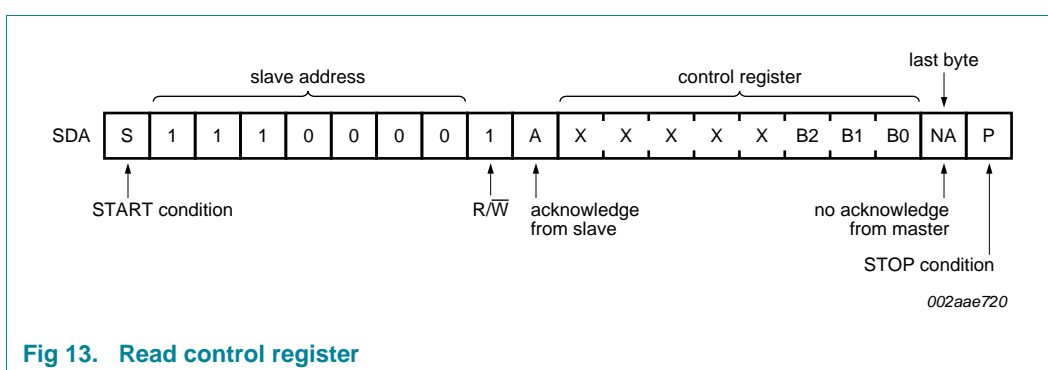 last byte
slave address control register
SDA S 1 1 1 0 0 0 0 1 A X X X X X B2 B1 B0 NA P
START condition R/W̅ acknowledge from slave no acknowledge from master
STOP condition
002aae720
Fig 13. Read control register